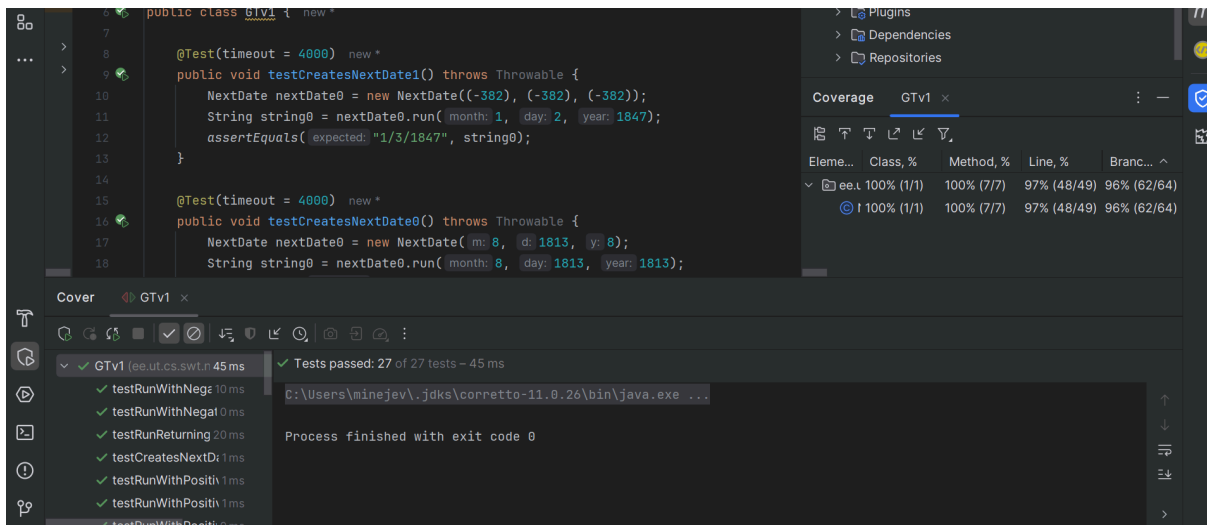 6 public class GTv1 { new *
7
8 @Test(timeout = 4000) new *
9 public void testCreatesNextDate1() throws Throwable {
10 NextDate nextDate0 = new NextDate((-382), (-382), (-382));
11 String string0 = nextDate0.run( month: 1, day: 2, year: 1847);
12 assertEquals( expected: "1/3/1847", string0);
13 }
14
15 @Test(timeout = 4000) new *
16 public void testCreatesNextDate0() throws Throwable {
17 NextDate nextDate0 = new NextDate( m: 8, d: 1813, y: 8);
18 String string0 = nextDate0.run( month: 8, day: 1813, year: 1813);
Plugins
Dependencies
Repositories
Coverage GTv1
Eleme... Class, % Method, % Line, % Branc...
ee.u 100% (1/1) 100% (7/7) 97% (48/49) 96% (62/64)
100% (1/1) 100% (7/7) 97% (48/49) 96% (62/64)
Cover GTv1
GTv1 (ee.ut.cs.swt.n 45 ms
testRunWithNega 10 ms
testRunWithNegat 0 ms
testRunReturning 20 ms
testCreatesNextDa 1 ms
testRunWithPositiv 1 ms
testRunWithPositiv 1 ms
Tests passed: 27 of 27 tests – 45 ms
C:\Users\minejev\.jdks\corretto-11.0.26\bin\java.exe ...
Process finished with exit code 0